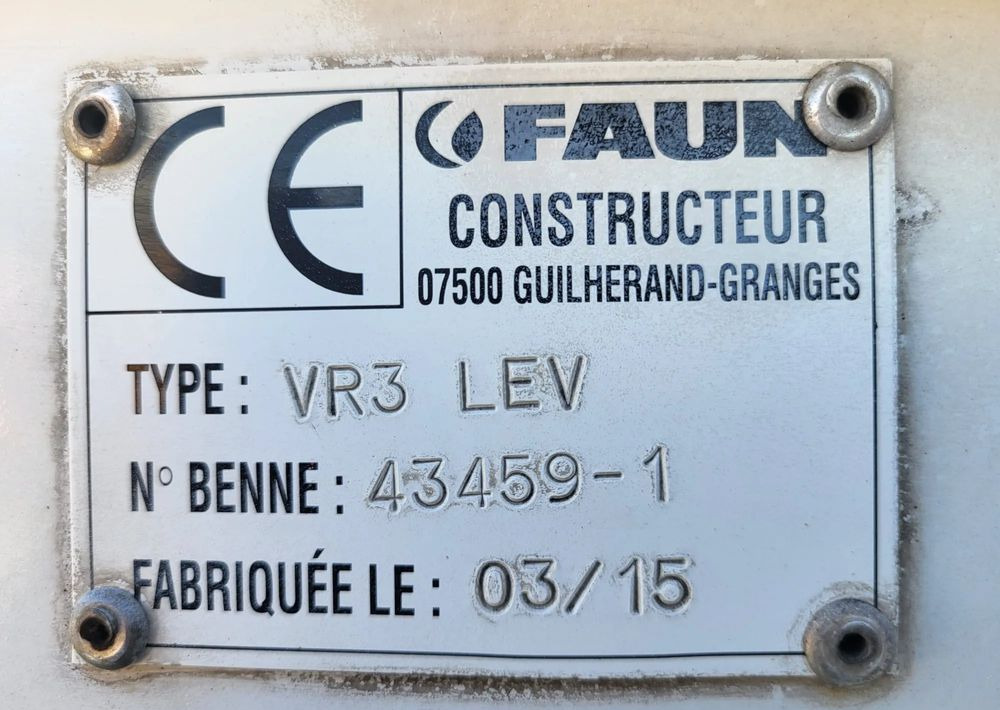 CE
FAUN
CONSTRUCTEUR
07500 GUILHERAND-GRANGES
TYPE : VR3 LEV
N° BENNE : 43459-1
FABRIQUÉE LE : 03/15